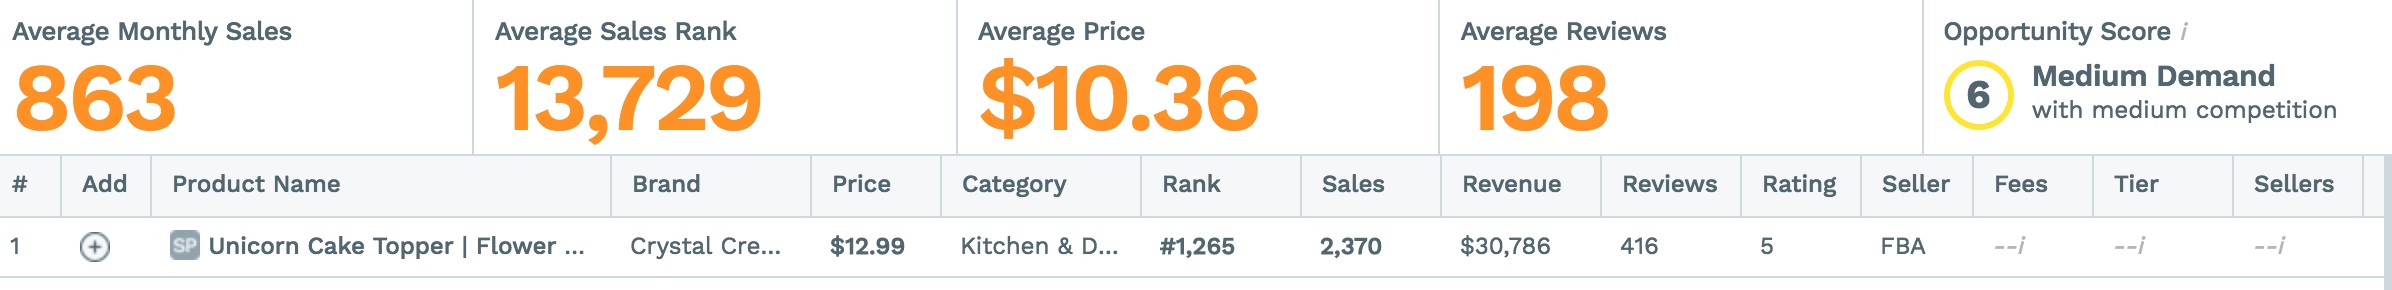 Average Monthly Sales
863
Average Sales Rank
13,729
Average Price
$10.36
Average Reviews
198
Opportunity Score i
6
Medium Demand
with medium competition
# Add Product Name Brand Price Category Rank Sales Revenue Reviews Rating Seller Fees Tier Sellers
1 SP Unicorn Cake Topper | Flower ... Crystal Cre... $12.99 Kitchen & D... #1,265 2,370 $30,786 416 5 FBA --i --i --i